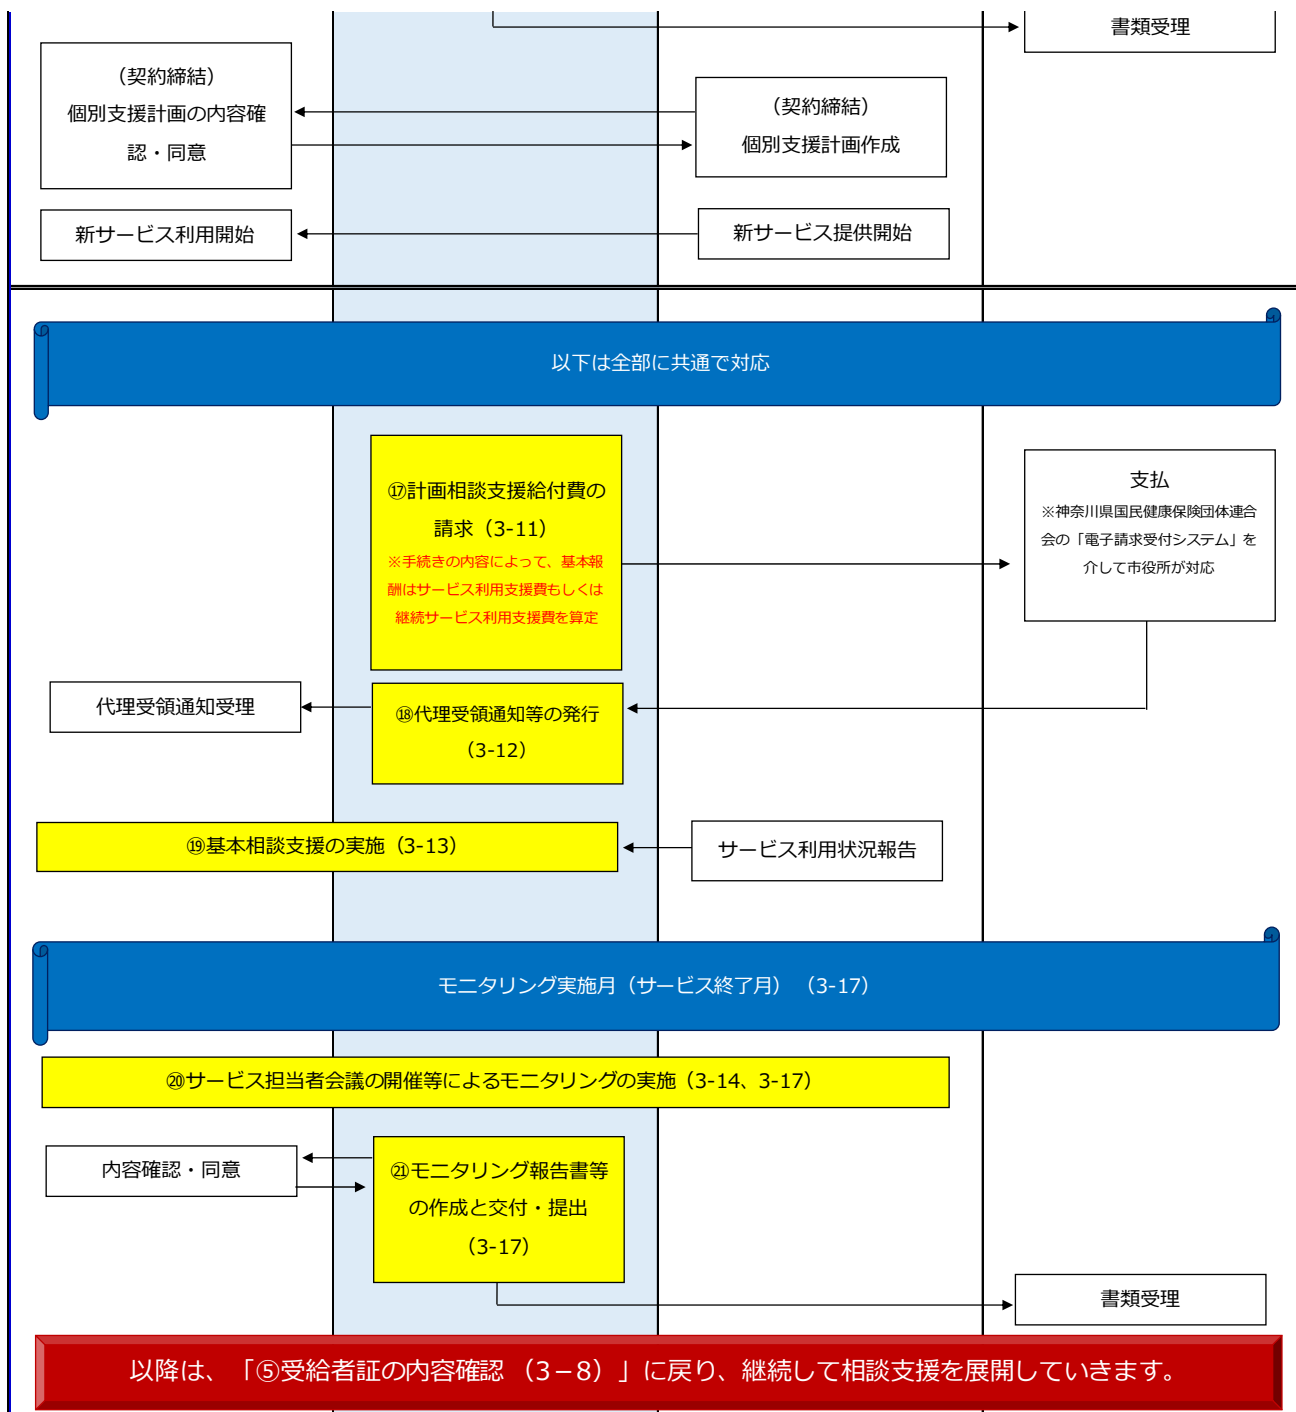 書類受理
（契約締結）
個別支援計画の内容確
認・同意
（契約締結）
個別支援計画作成
新サービス利用開始
新サービス提供開始
以下は全部に共通で対応
⑰計画相談支援給付費の
請求（3-11）
※手続きの内容によって、基本報
酬はサービス利用支援費もしくは
継続サービス利用支援費を算定
支払
※神奈川県国民健康保険団体連合
会の「電子請求受付システム」を
介して市役所が対応
代理受領通知受理
⑱代理受領通知等の発行
（3-12）
⑲基本相談支援の実施（3-13）
サービス利用状況報告
モニタリング実施月（サービス終了月）（3-17）
⑳サービス担当者会議の開催等によるモニタリングの実施（3-14、3-17）
内容確認・同意
㉑モニタリング報告書等
の作成と交付・提出
（3-17）
書類受理
以降は、「⑤受給者証の内容確認 （3－8）」に戻り、継続して相談支援を展開していきます。